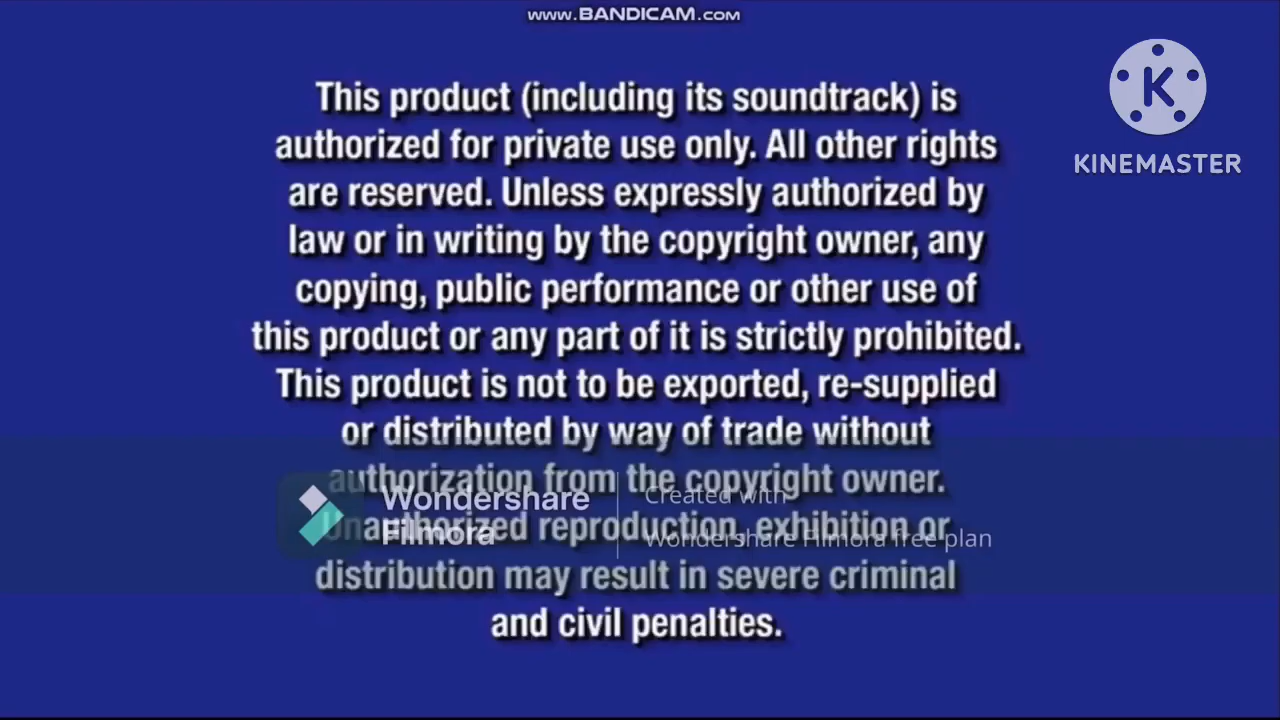 www.BANDICAM.com
This product (including its soundtrack) is
authorized for private use only. All other rights
are reserved. Unless expressly authorized by
law or in writing by the copyright owner, any
copying, public performance or other use of
this product or any part of it is strictly prohibited.
This product is not to be exported, re-supplied
or distributed by way of trade without
authorization from the copyright owner.
Unauthorized reproduction, exhibition or
distribution may result in severe criminal
and civil penalties.
K
KINEMASTER
Wondershare
Filmora
Created with
Wondershare Filmora free plan